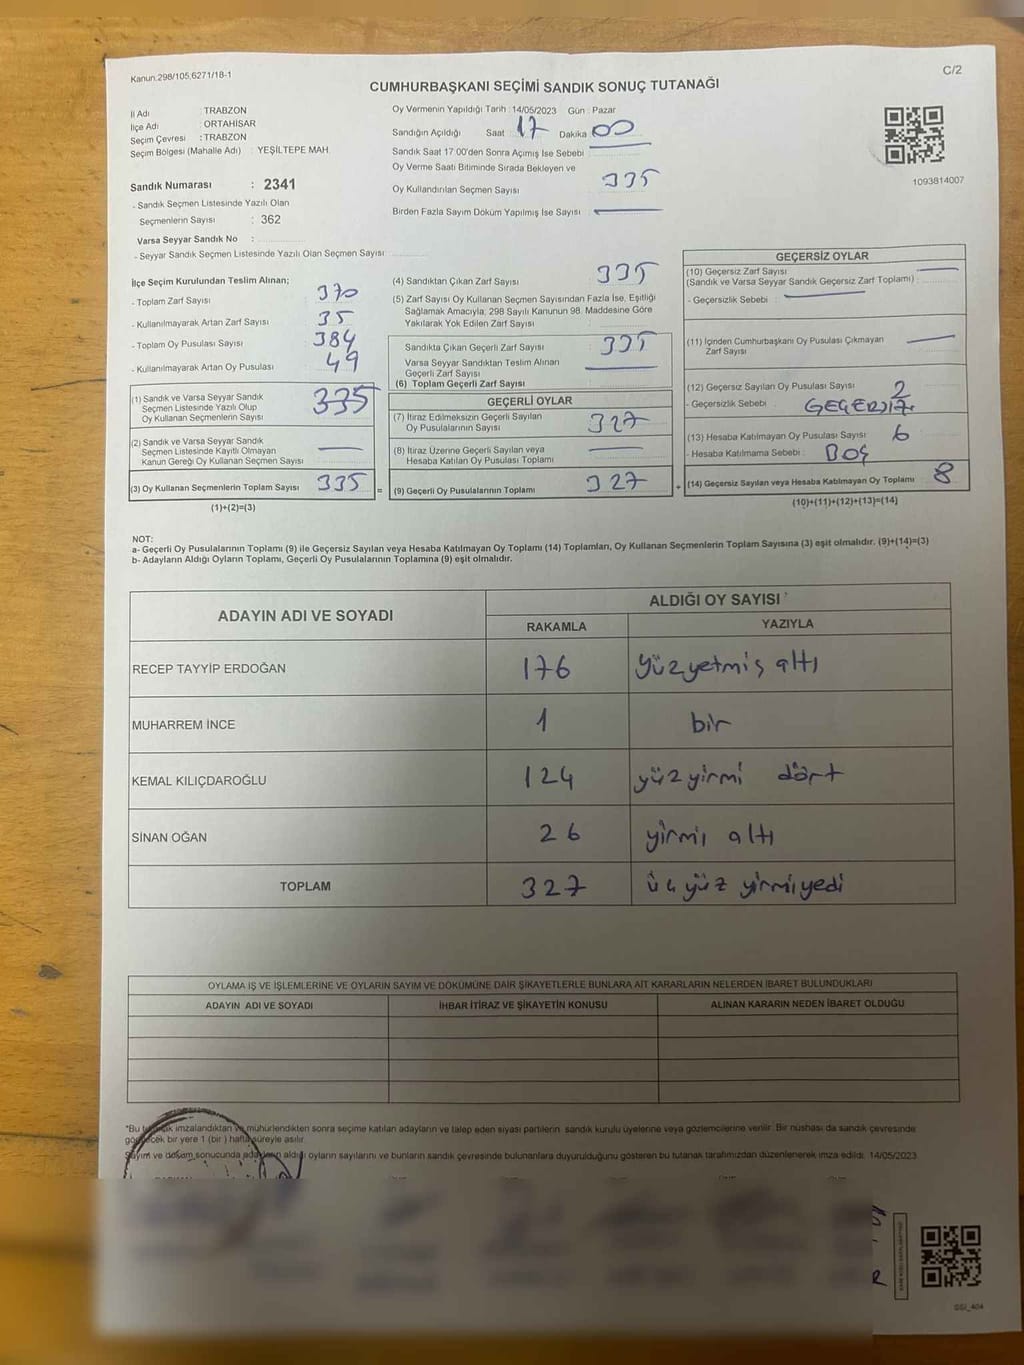 Kanun:298/105,6271/18-1
C/2
CUMHURBAŞKANI SEÇİMİ SANDIK SONUÇ TUTANAĞI
İl Adı : TRABZON
İlçe Adı : ORTAHİSAR
Seçim Çevresi : TRABZON
Seçim Bölgesi (Mahalle Adı) : YEŞİLTEPE MAH.
Sandık Numarası : 2341
- Sandık Seçmen Listesinde Yazılı Olan
Seçmenlerin Sayısı : 362
Varsa Seyyar Sandık No :
- Seyyar Sandık Seçmen Listesinde Yazılı Olan Seçmen Sayısı:
Oy Vermenin Yapıldığı Tarih : 14/05/2023 Gün : Pazar
Sandığın Açıldığı Saat : 17 Dakika 00
Sandık Saat 17:00'den Sonra Açımış İse Sebebi :
Oy Verme Saati Bitiminde Sırada Bekleyen ve
Oy Kullandırılan Seçmen Sayısı 335
Birden Fazla Sayım Döküm Yapılmış İse Sayısı : —
1093814007
İlçe Seçim Kurulundan Teslim Alınan;
- Toplam Zarf Sayısı : 370
- Kullanılmayarak Artan Zarf Sayısı : 35
- Toplam Oy Pusulası Sayısı : 384
- Kullanılmayarak Artan Oy Pusulası : 49
(1) Sandık ve Varsa Seyyar Sandık
Seçmen Listesinde Yazılı Olup
Oy Kullanan Seçmenlerin Sayısı 335
(2) Sandık ve Varsa Seyyar Sandık
Seçmen Listesinde Kayıtlı Olmayan
Kanun Gereği Oy Kullanan Seçmen Sayısı —
(3) Oy Kullanan Seçmenlerin Toplam Sayısı 335
=
(1)+(2)=(3)
(4) Sandıktan Çıkan Zarf Sayısı : 335
(5) Zarf Sayısı Oy Kullanan Seçmen Sayısından Fazla İse, Eşitliği
Sağlamak Amacıyla, 298 Sayılı Kanunun 98. Maddesine Göre
Yakılarak Yok Edilen Zarf Sayısı :
Sandıkta Çıkan Geçerli Zarf Sayısı : 335
Varsa Seyyar Sandıktan Teslim Alınan
Geçerli Zarf Sayısı —
(6) Toplam Geçerli Zarf Sayısı :
GEÇERLİ OYLAR
(7) İtiraz Edilmeksizin Geçerli Sayılan
Oy Pusulalarının Sayısı : 327
(8) İtiraz Üzerine Geçerli Sayılan veya
Hesaba Katılan Oy Pusulası Toplamı —
(9) Geçerli Oy Pusulalarının Toplamı : 327
+
GEÇERSİZ OYLAR
(10) Geçersiz Zarf Sayısı —
(Sandık ve Varsa Seyyar Sandık Geçersiz Zarf Toplamı) :
- Geçersizlik Sebebi : —
(11) İçinden Cumhurbaşkanı Oy Pusulası Çıkmayan —
Zarf Sayısı :
(12) Geçersiz Sayılan Oy Pusulası Sayısı : 2
- Geçersizlik Sebebi : GEÇERSİZ
(13) Hesaba Katılmayan Oy Pusulası Sayısı : 6
- Hesaba Katılmama Sebebi : BOŞ
(14) Geçersiz Sayılan veya Hesaba Katılmayan Oy Toplamı 8
(10)+(11)+(12)+(13)=(14)
NOT:
a- Geçerli Oy Pusulalarının Toplamı (9) ile Geçersiz Sayılan veya Hesaba Katılmayan Oy Toplamı (14) Toplamları, Oy Kullanan Seçmenlerin Toplam Sayısına (3) eşit olmalıdır. (9)+(14)=(3)
b- Adayların Aldığı Oyların Toplamı, Geçerli Oy Pusulalarının Toplamına (9) eşit olmalıdır.
ADAYIN ADI VE SOYADI
ALDIĞI OY SAYISI
RAKAMLA YAZIYLA
RECEP TAYYİP ERDOĞAN 176 yüzyetmiş altı
MUHARREM İNCE 1 bir
KEMAL KILIÇDAROĞLU 124 yüzyirmi dört
SİNAN OĞAN 26 yirmi altı
TOPLAM 327 üçyüz yirmiyedi
OYLAMA İŞ VE İŞLEMLERİNE VE OYLARIN SAYIM VE DÖKÜMÜNE DAİR ŞİKAYETLERLE BUNLARA AİT KARARLARIN NELERDEN İBARET BULUNDUKLARI
ADAYIN ADI VE SOYADI İHBAR İTİRAZ VE ŞİKAYETİN KONUSU ALINAN KARARIN NEDEN İBARET OLDUĞU
*Bu imzalandıktan ve mühürlendikten sonra seçime katılan adayların ve talep eden siyasi partilerin sandık kurulu üyelerine veya gözlemcilerine verilir. Bir nüshası da sandık çevresinde
bir yere 1 (bir ) hafta süreyle asılır.
Sayım ve döküm sonucunda aldığı oyların sayılarını ve bunların sandık çevresinde bulunanlara duyurulduğunu gösteren bu tutanak tarafımızdan düzenlenerek imza edildi. 14/05/2023
SSİ_404